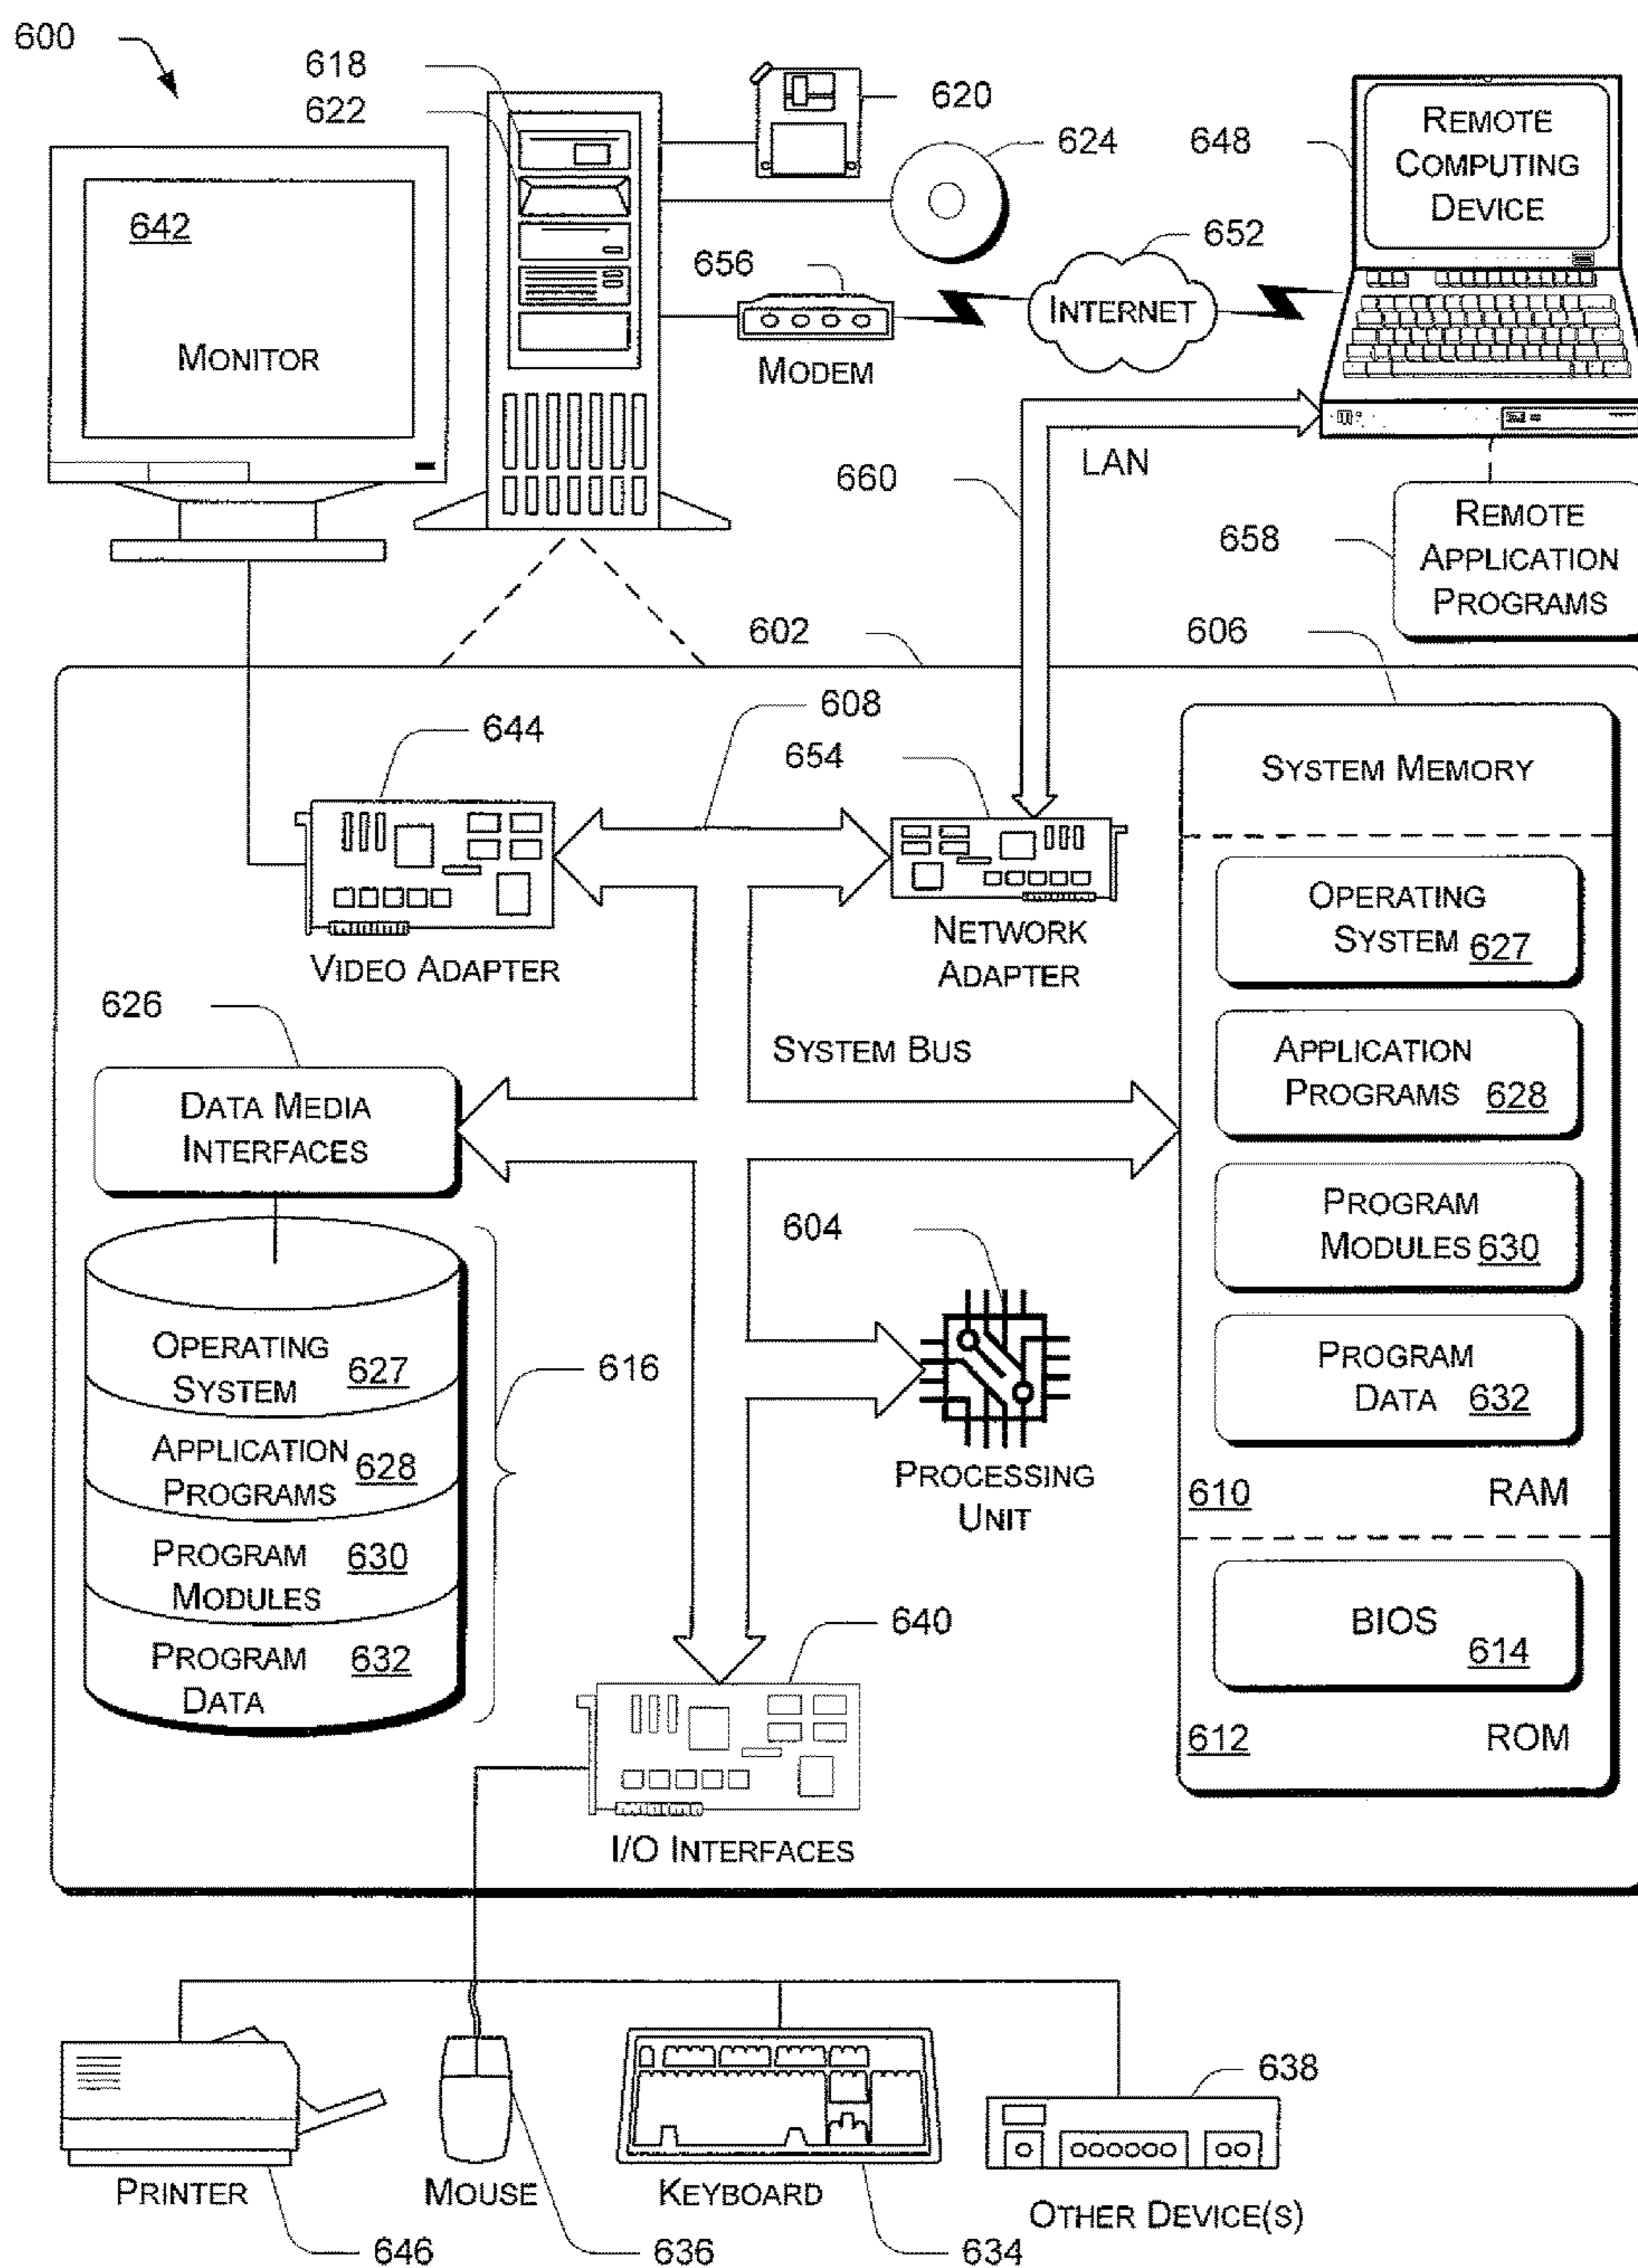 600
618
622
620
624
648
REMOTE
COMPUTING
DEVICE
642
MONITOR
656
MODEM
652
INTERNET
LAN
660
658
REMOTE
APPLICATION
PROGRAMS
602
606
608
644
654
SYSTEM MEMORY
VIDEO ADAPTER
NETWORK
ADAPTER
OPERATING
SYSTEM 627
626
SYSTEM BUS
APPLICATION
PROGRAMS 628
DATA MEDIA
INTERFACES
PROGRAM
MODULES 630
604
PROGRAM
DATA 632
OPERATING
SYSTEM 627
616
APPLICATION
PROGRAMS 628
PROCESSING
UNIT
610 RAM
PROGRAM
MODULES 630
PROGRAM
DATA 632
640
BIOS
614
612 ROM
I/O INTERFACES
638
PRINTER
MOUSE
KEYBOARD
OTHER DEVICE(S)
646
636
634